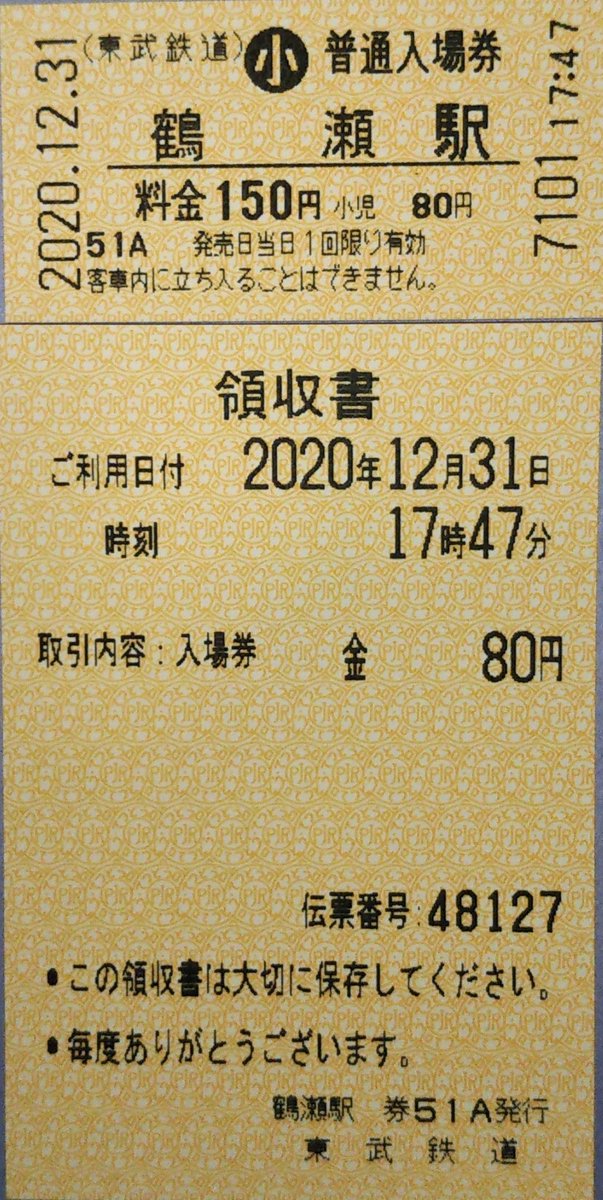 2020.12.31
(東武鉄道) 小 普通入場券
7101 17:47
鶴瀬駅
料金150円 小児 80円
51A 発売日当日1回限り有効
客車内に立ち入ることはできません。
領収書
ご利用日付 2020年12月31日
時刻 17時47分
取引内容:入場券 金 80円
伝票番号:48127
•この領収書は大切に保存してください。
•毎度ありがとうございます。
鶴瀬駅 券51A発行
東武鉄道